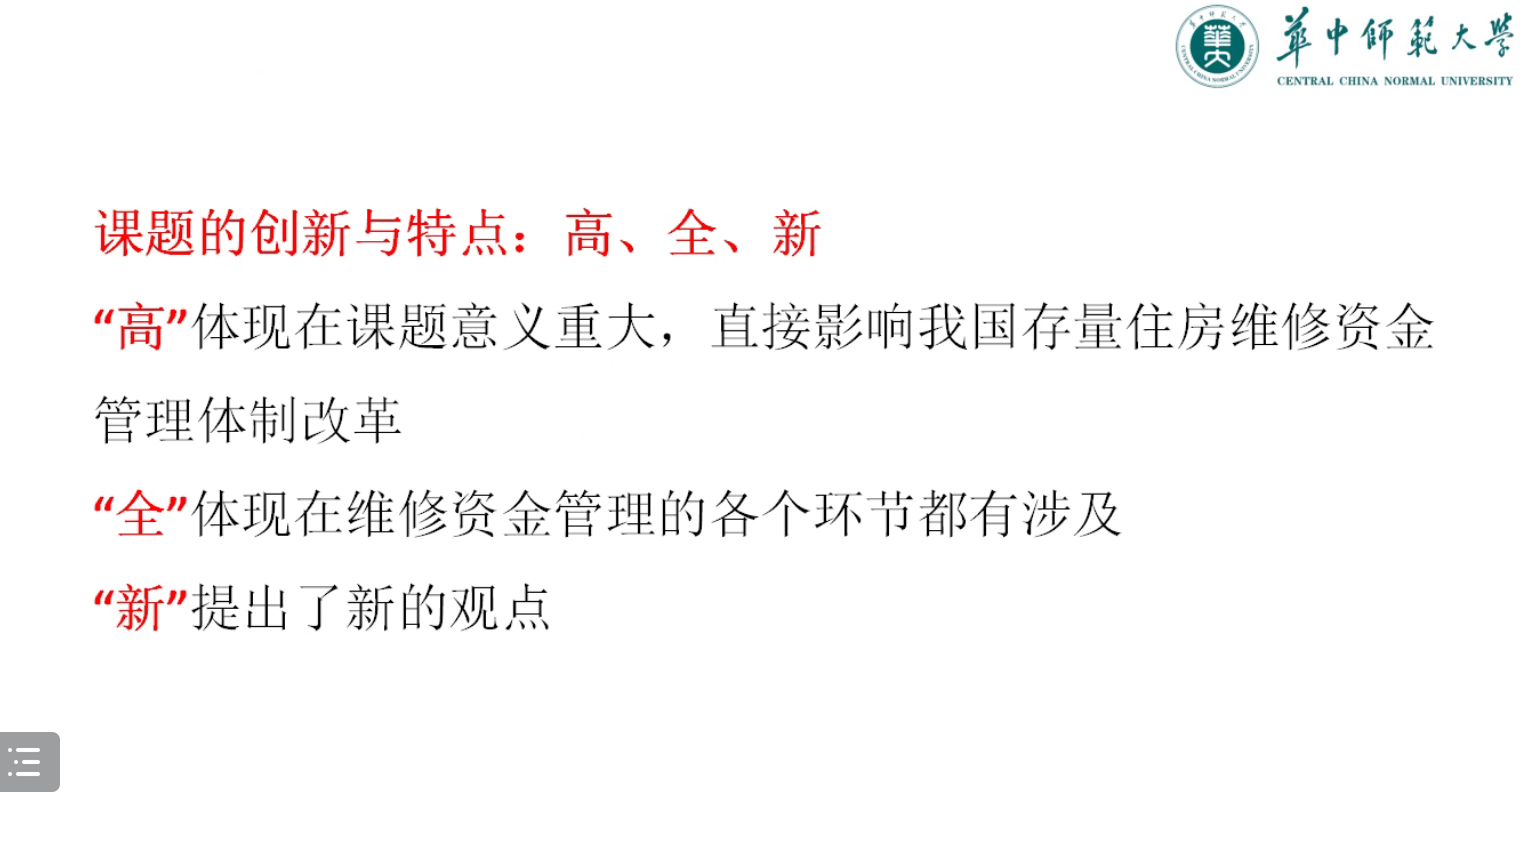 華中師範大學
CENTRAL CHINA NORMAL UNIVERSITY
课题的创新与特点：高、全、新
“高”体现在课题意义重大，直接影响我国存量住房维修资金
管理体制改革
“全”体现在维修资金管理的各个环节都有涉及
“新”提出了新的观点